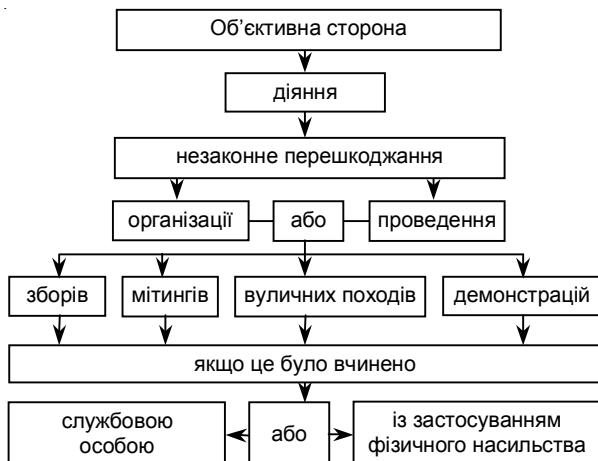 Об’єктивна сторона
діяння
незаконне перешкоджання
організації або проведення
зборів мітингів вуличних походів демонстрацій
якщо це було вчинено
службовою
особою
або
із застосуванням
фізичного насильства